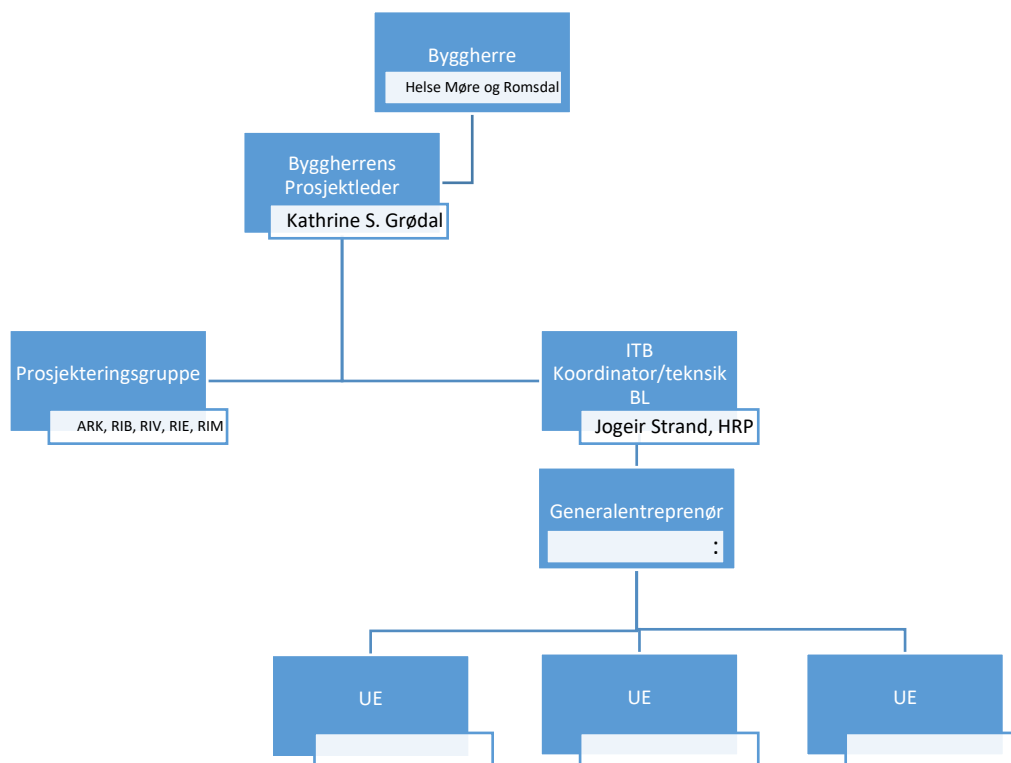 Byggherre
Helse Møre og Romsdal
Byggherrens
Prosjektleder
Kathrine S. Grødal
Prosjekteringsgruppe
ARK, RIB, RIV, RIE, RIM
ITB
Koordinator/teknsik
BL
Jogeir Strand, HRP
Generalentreprenør
:
UE
UE
UE